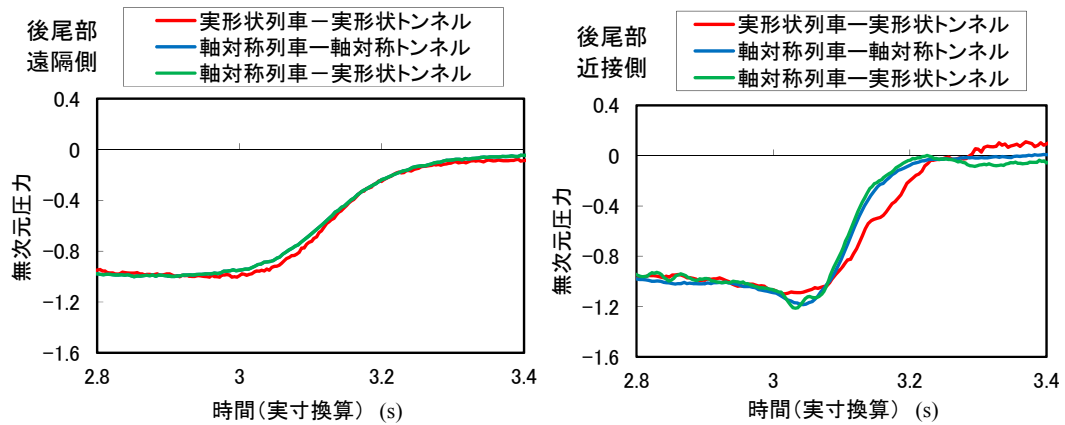 後尾部
遠隔側
実形状列車－実形状トンネル
軸対称列車ー軸対称トンネル
軸対称列車－実形状トンネル
0.4
0
−0.4
−0.8
−1.2
−1.6
無次元圧力
2.8 3 3.2 3.4
時間(実寸換算) (s)
後尾部
近接側
実形状列車ー実形状トンネル
軸対称列車ー軸対称トンネル
軸対称列車ー実形状トンネル
0.4
0
−0.4
−0.8
−1.2
−1.6
無次元圧力
2.8 3 3.2 3.4
時間(実寸換算) (s)